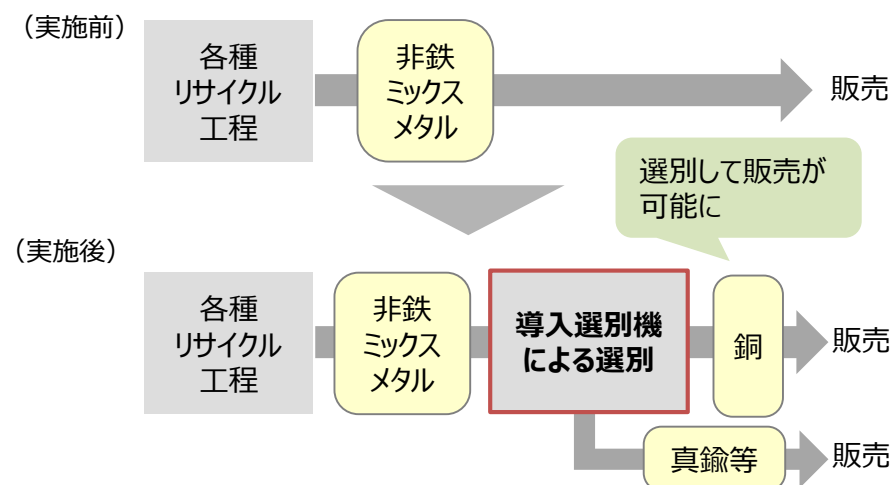 （実施前）
各種
リサイクル
工程
非鉄
ミックス
メタル
販売
選別して販売が
可能に
（実施後）
各種
リサイクル
工程
非鉄
ミックス
メタル
導入選別機
による選別
銅
販売
真鍮等
販売